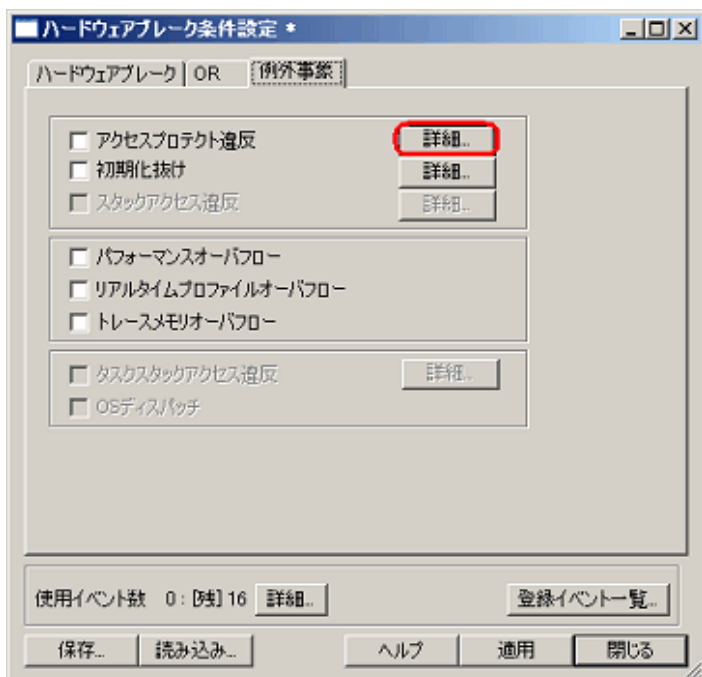 ハードウェアブレーク条件設定 *
ハードウェアブレーク OR 例外事象
アクセスプロテクト違反 詳細...
初期化抜け 詳細...
スタックアクセス違反 詳細...
パフォーマンスオーバフロー
リアルタイムプロファイルオーバフロー
トレースメモリオーバフロー
タスクスタックアクセス違反 詳細...
OSディスパッチ
使用イベント数 0 : [残] 16 詳細... 登録イベント一覧...
保存... 読み込み... ヘルプ 適用 閉じる